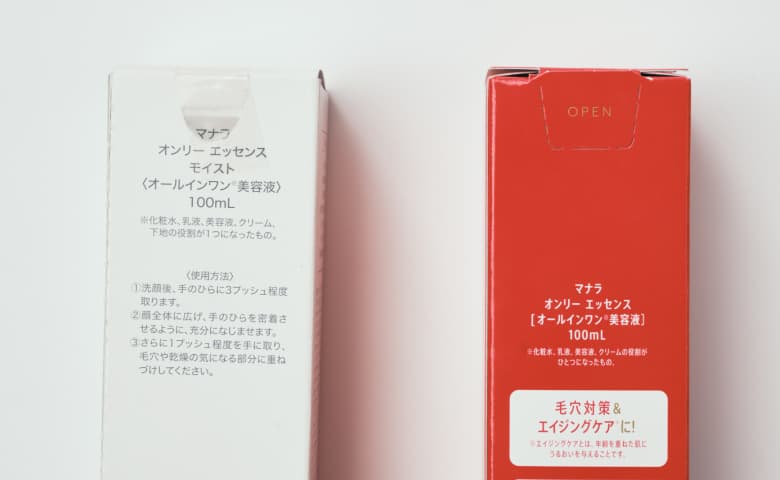 マナラ
オンリー エッセンス
モイスト
〈オールインワン※美容液〉
100mL
※化粧水、乳液、美容液、クリーム、
下地の役割が1つになったもの。
〈使用方法〉
①洗顔後、手のひらに3プッシュ程度
取ります。
②顔全体に広げ、手のひらを密着さ
せるように、充分になじませます。
③さらに1プッシュ程度を手に取り、
毛穴や乾燥の気になる部分に重ね
づけしてください。
OPEN
マナラ
オンリー エッセンス
[オールインワン※美容液]
100mL
※化粧水、乳液、美容液、クリームの役割が
ひとつになったもの。
毛穴対策&
エイジングケア※に!
※エイジングケアとは、年齢を重ねた肌に
うるおいを与えることです。